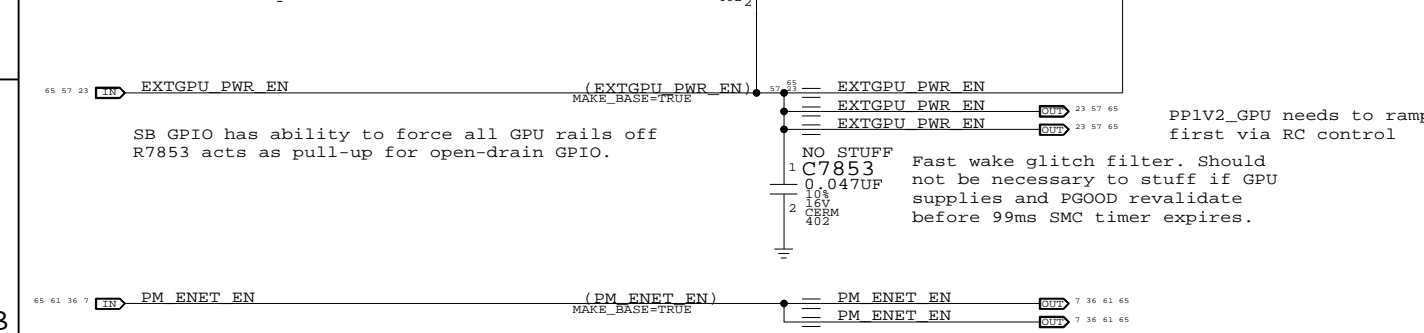 65 57 23 IN EXTGPU_PWR_EN (EXTGPU_PWR_EN) 57 23 65 EXTGPU_PWR_EN
MAKE_BASE=TRUE
EXTGPU_PWR_EN OUT 23 57 65
EXTGPU_PWR_EN OUT 23 57 65
SB GPIO has ability to force all GPU rails off
R7853 acts as pull-up for open-drain GPIO.
PP1V2_GPU needs to ramp
first via RC control
NO STUFF
1 C7853
0.047UF
10%
16V
2 CERM
402
Fast wake glitch filter. Should
not be necessary to stuff if GPU
supplies and PGOOD revalidate
before 99ms SMC timer expires.
65 61 36 7 IN PM_ENET_EN (PM_ENET_EN) PM_ENET_EN OUT 7 36 61 65
MAKE_BASE=TRUE
PM_ENET_EN OUT 7 36 61 65